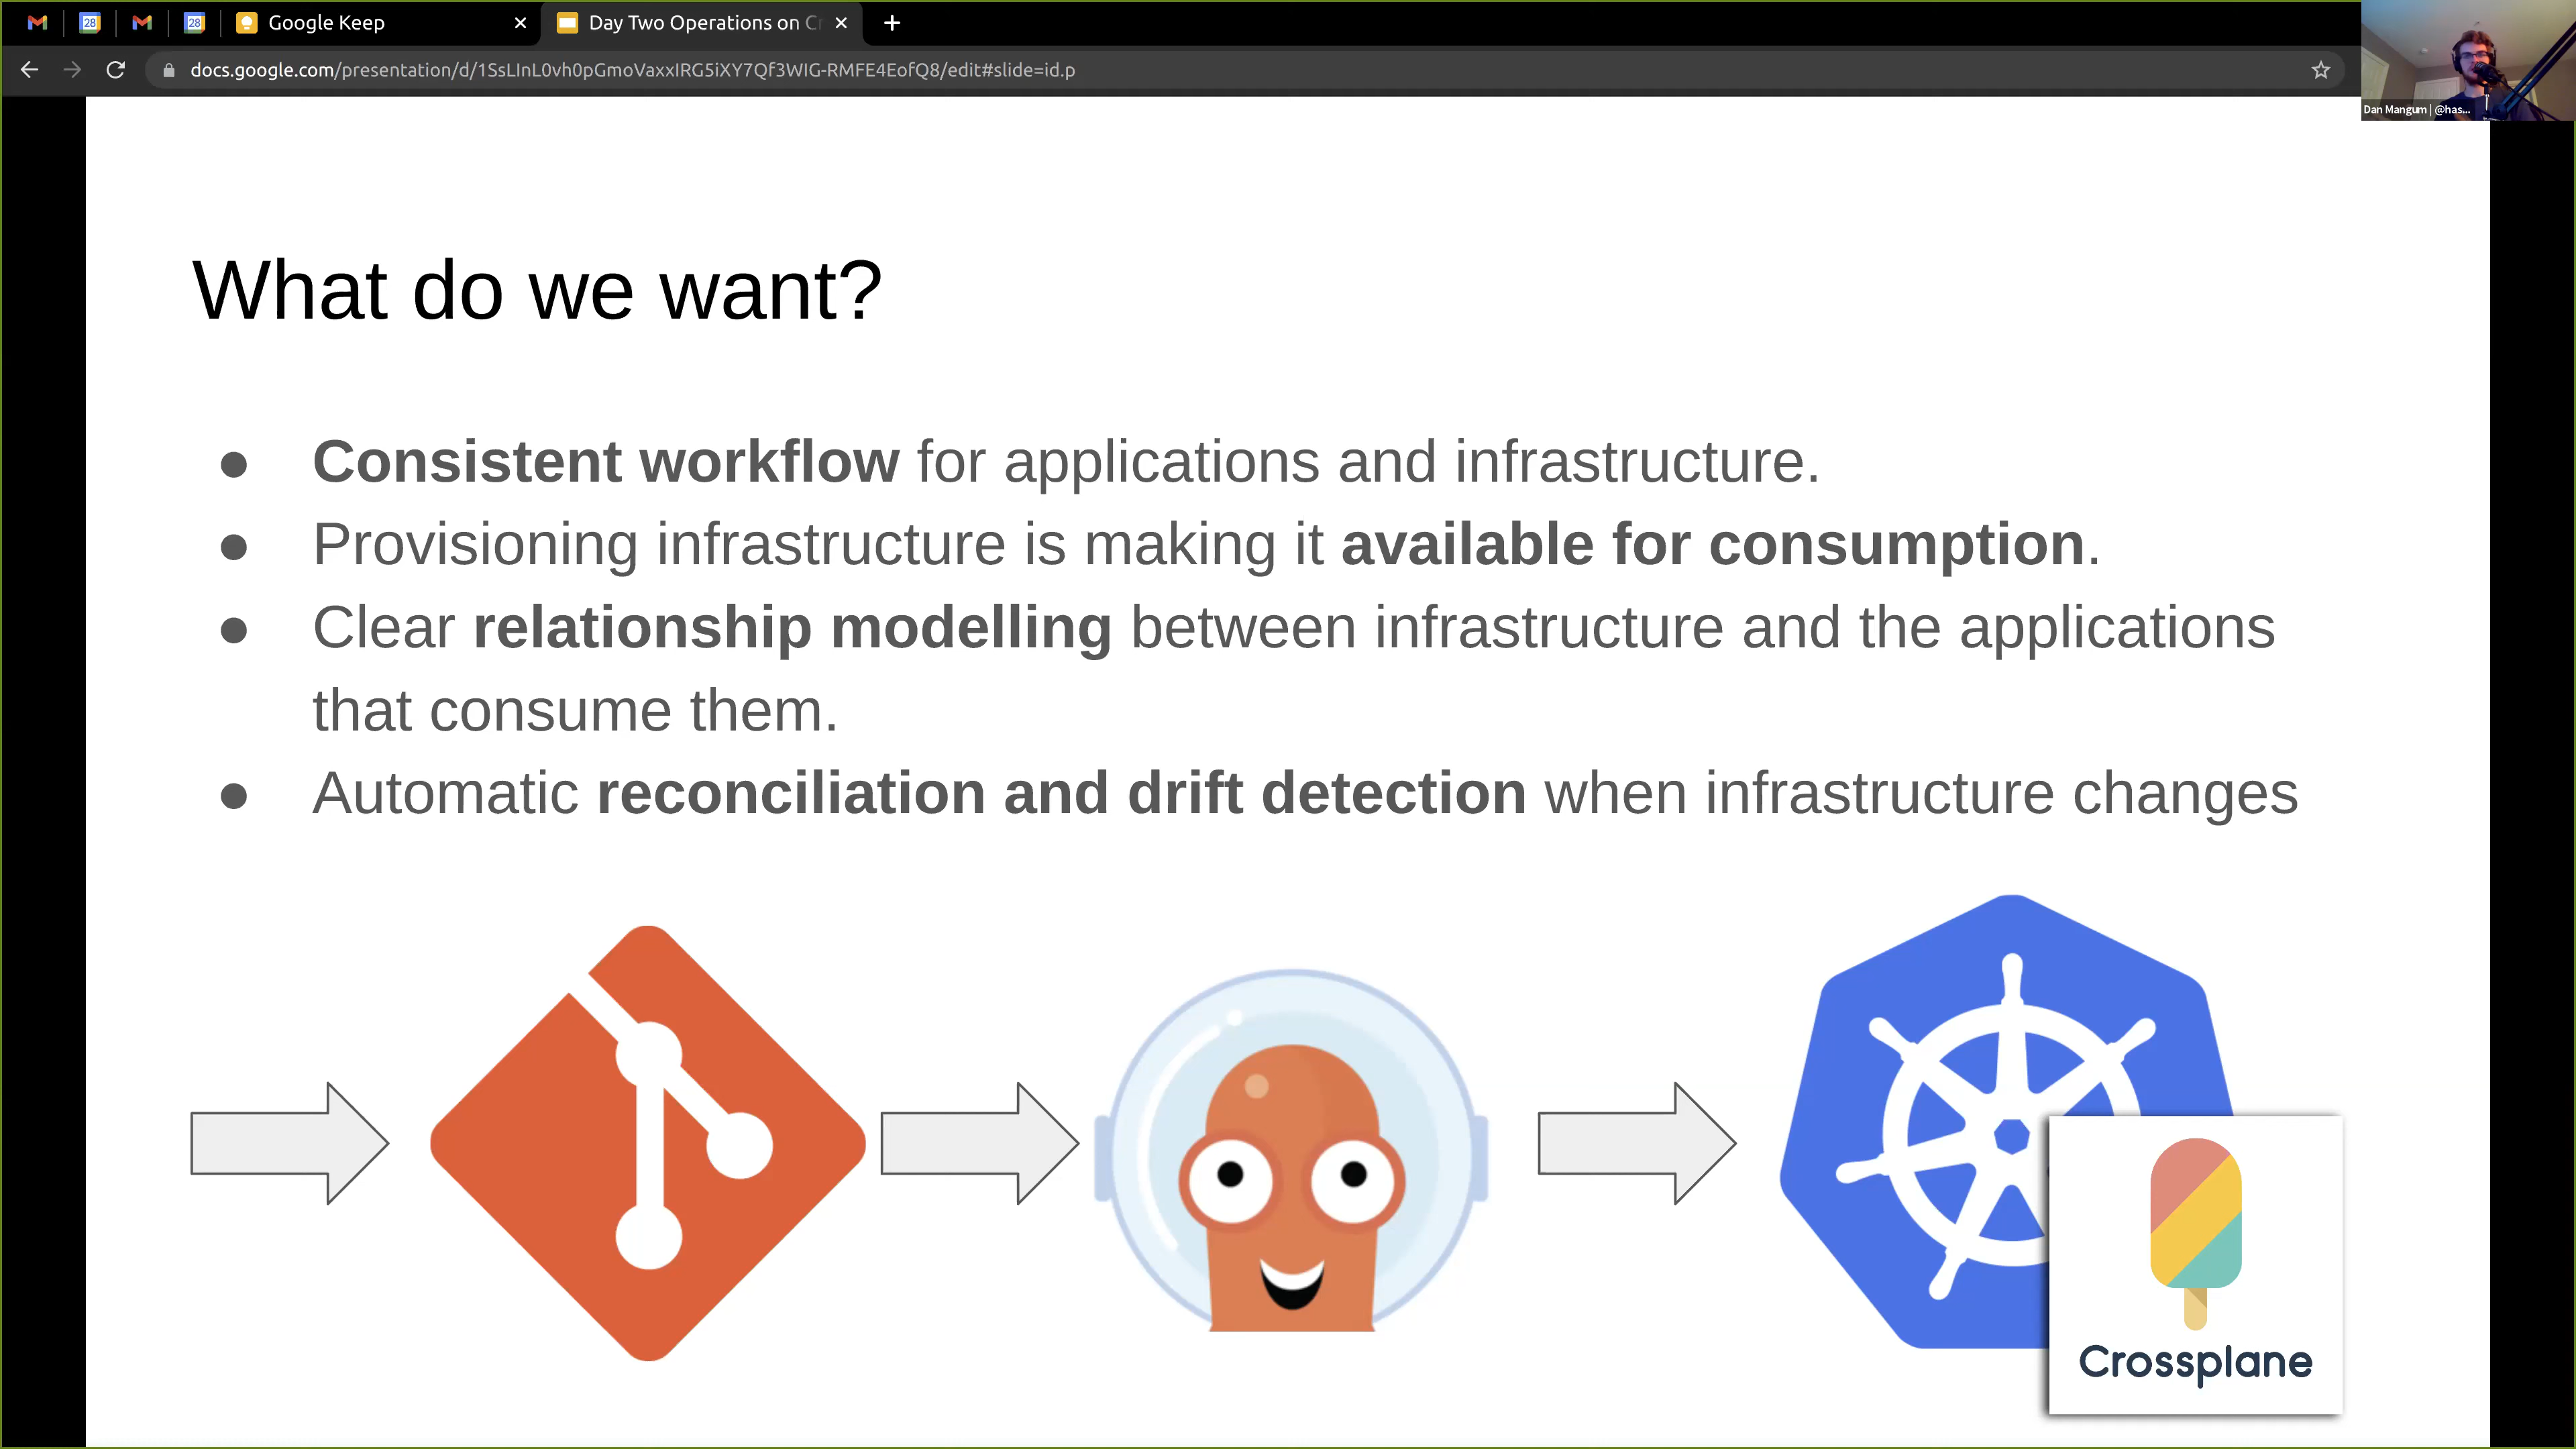 28
28
Google Keep
Day Two Operations on Cr
docs.google.com/presentation/d/1SsLInL0vh0pGmoVaxxIRG5iXY7Qf3WIG-RMFE4EofQ8/edit#slide=id.p
Dan Mangum | @has...
What do we want?
● Consistent workflow for applications and infrastructure.
● Provisioning infrastructure is making it available for consumption.
● Clear relationship modelling between infrastructure and the applications
that consume them.
● Automatic reconciliation and drift detection when infrastructure changes
Crossplane